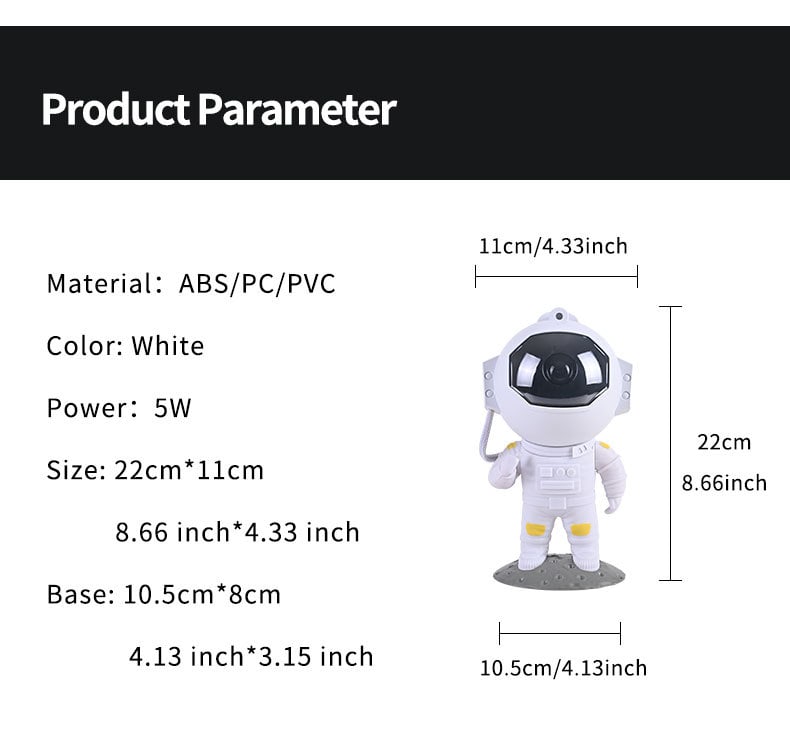 Product Parameter
Material：ABS/PC/PVC
Color: White
Power：5W
Size: 22cm*11cm
8.66 inch*4.33 inch
Base: 10.5cm*8cm
4.13 inch*3.15 inch
11cm/4.33inch
22cm
8.66inch
10.5cm/4.13inch